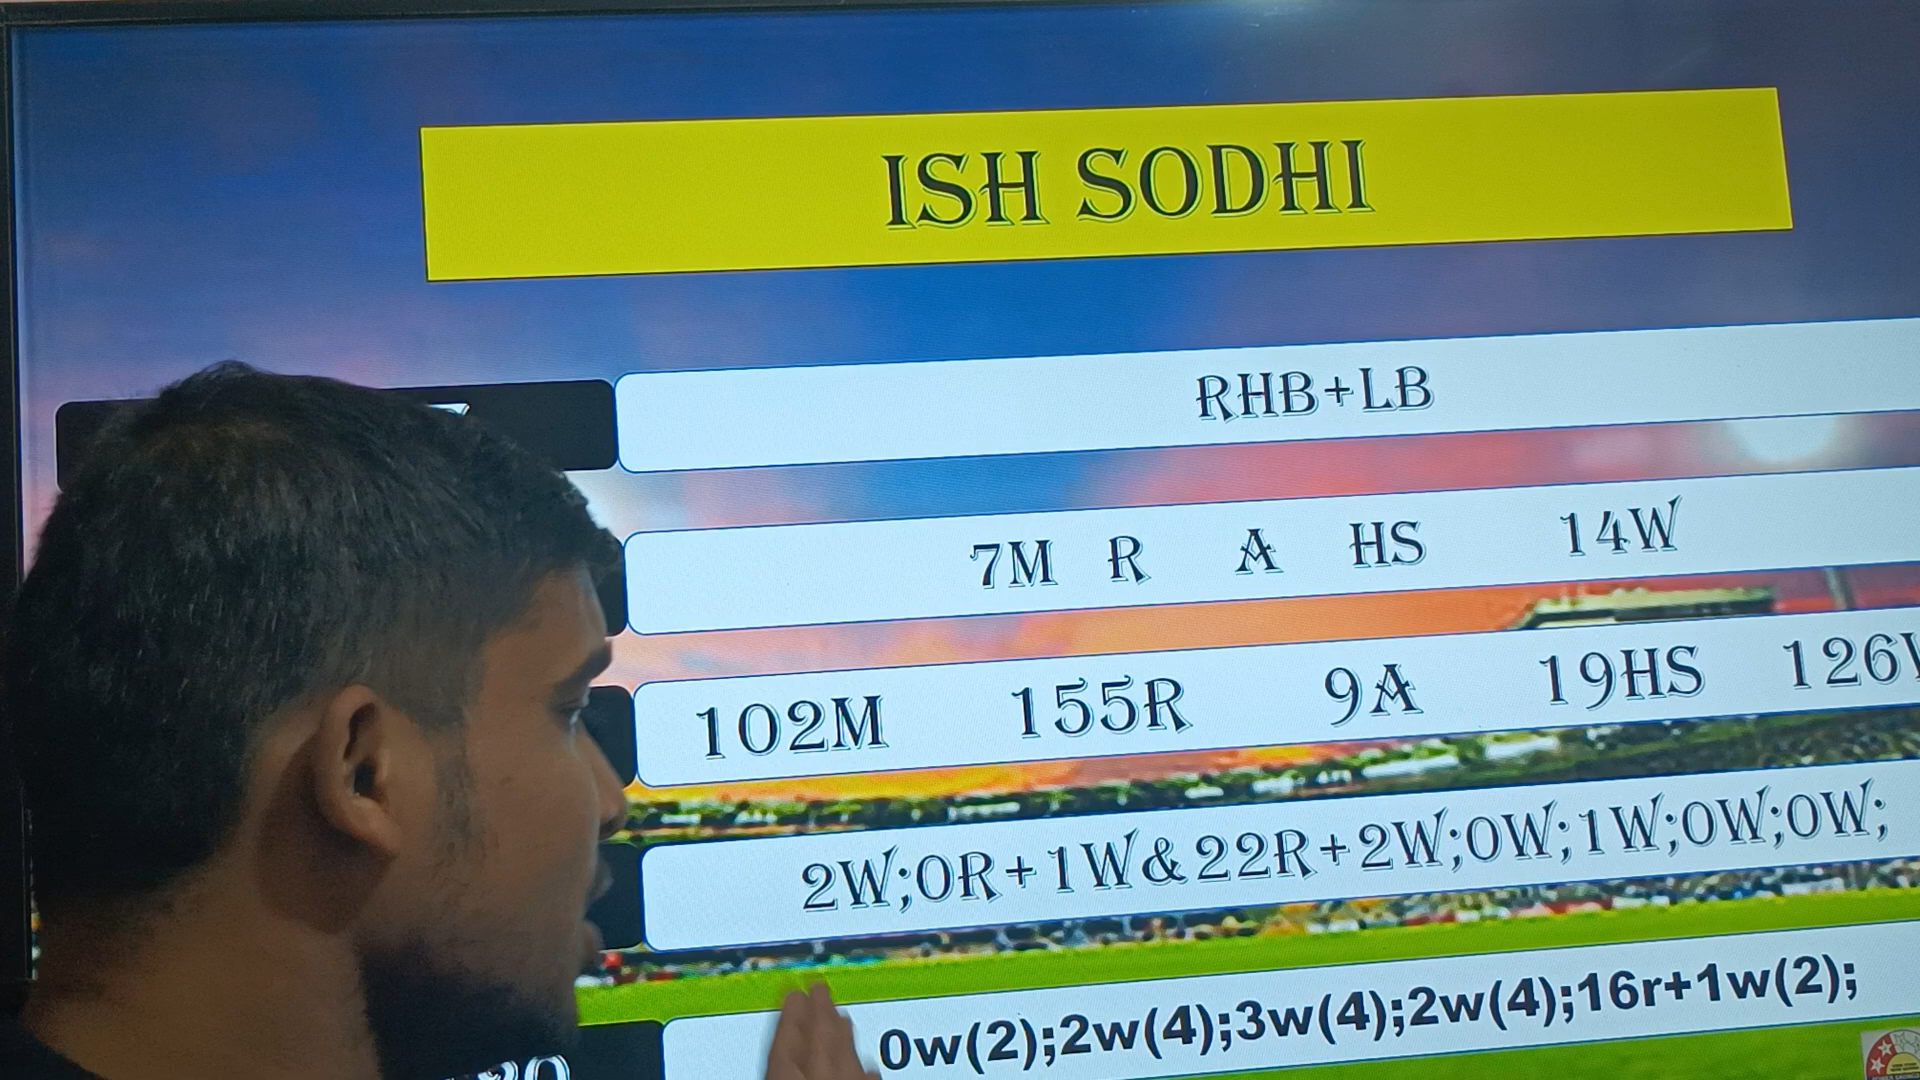 ISH SODHI
RHB+LB
7M R A HS 14W
102M 155R 9A 19HS 126W
2W;0R+1W&22R+2W;0W;1W;0W;0W;
0w(2);2w(4);3w(4);2w(4);16r+1w(2);